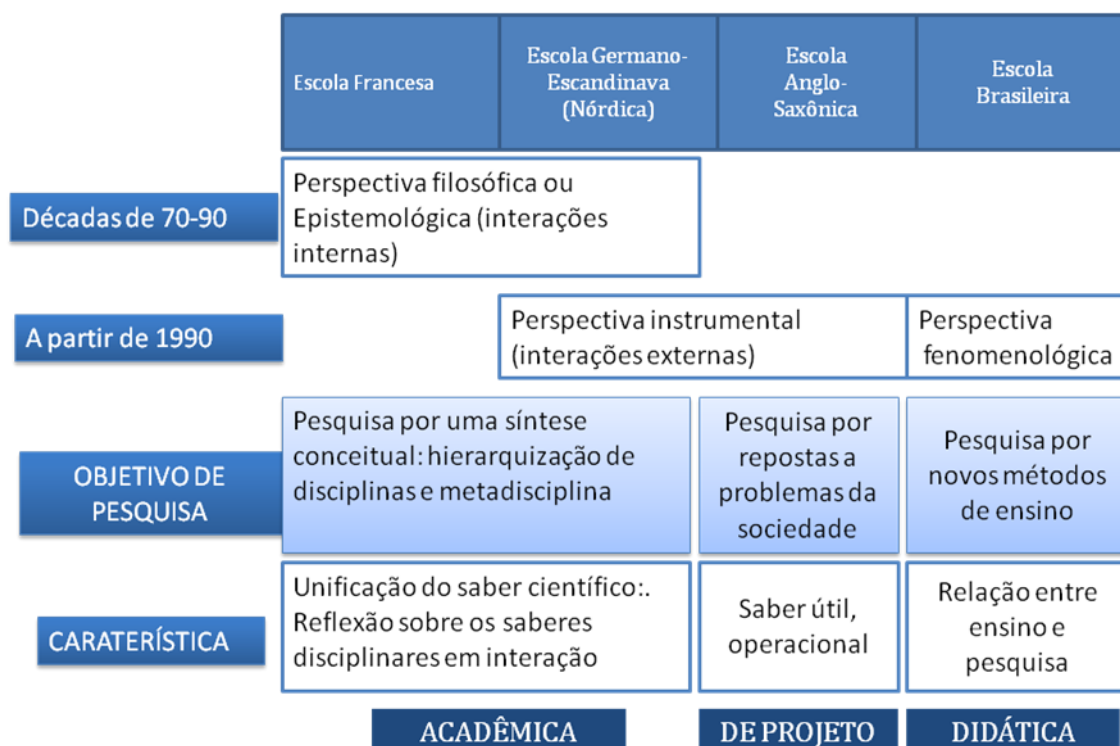 Escola Francesa
Escola Germano-
Escandinava
(Nórdica)
Escola
Anglo-
Saxônica
Escola
Brasileira
Décadas de 70-90
Perspectiva filosófica ou
Epistemológica (interações
internas)
A partir de 1990
Perspectiva instrumental
(interações externas)
Perspectiva
fenomenológica
OBJETIVO DE
PESQUISA
Pesquisa por uma síntese
conceitual: hierarquização de
disciplinas e metadisciplina
Pesquisa por
repostas a
problemas da
sociedade
Pesquisa por
novos métodos
de ensino
CARATERÍSTICA
Unificação do saber científico:.
Reflexão sobre os saberes
disciplinares em interação
Saber útil,
operacional
Relação entre
ensino e
pesquisa
ACADÊMICA
DE PROJETO
DIDÁTICA